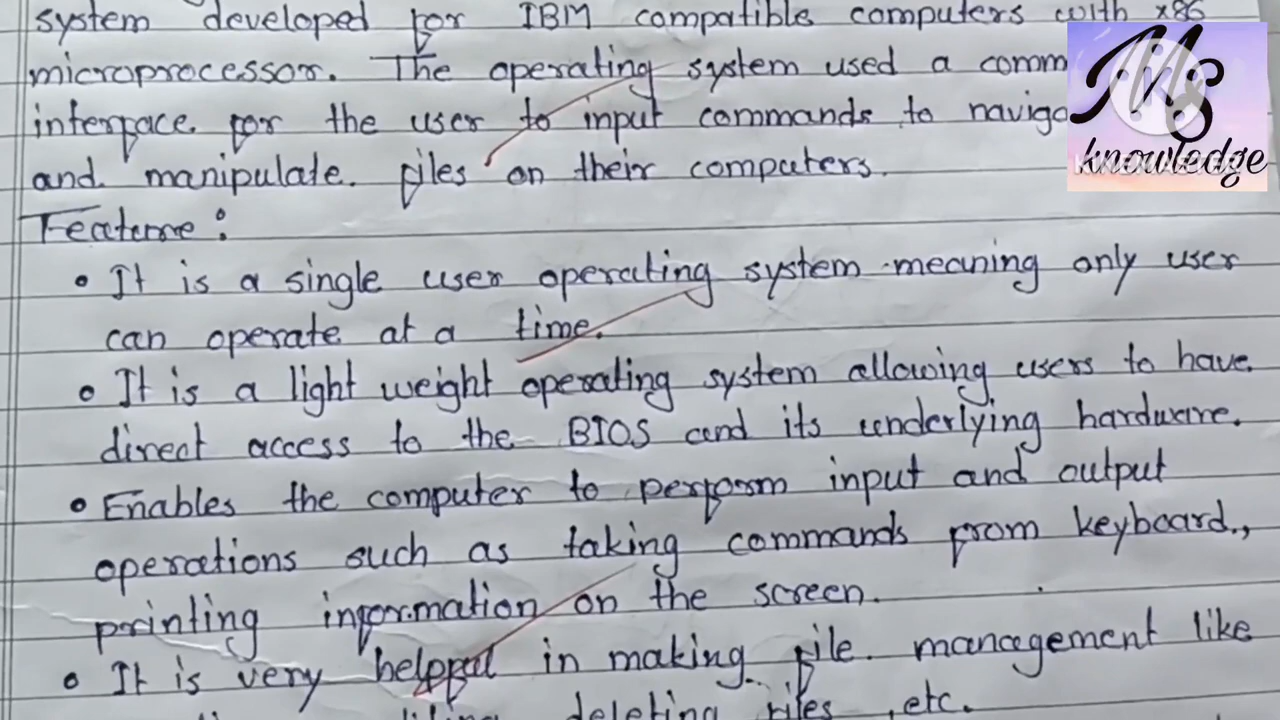 system developed for IBM compatible computers with x86
microprocessor. The operating system used a comm
interface for the user to input commands to naviga
and manipulate files on their computers.
Feature:
• It is a single user operating system meaning only user
can operate at a time.
• It is a light weight operating system allowing users to have
direct access to the BIOS and its underlying hardware.
• Enables the computer to perform input and output
operations such as taking commands from keyboard,
printing information on the screen.
• It is very helpful in making file management like
deleting files etc.
MS
knowledge